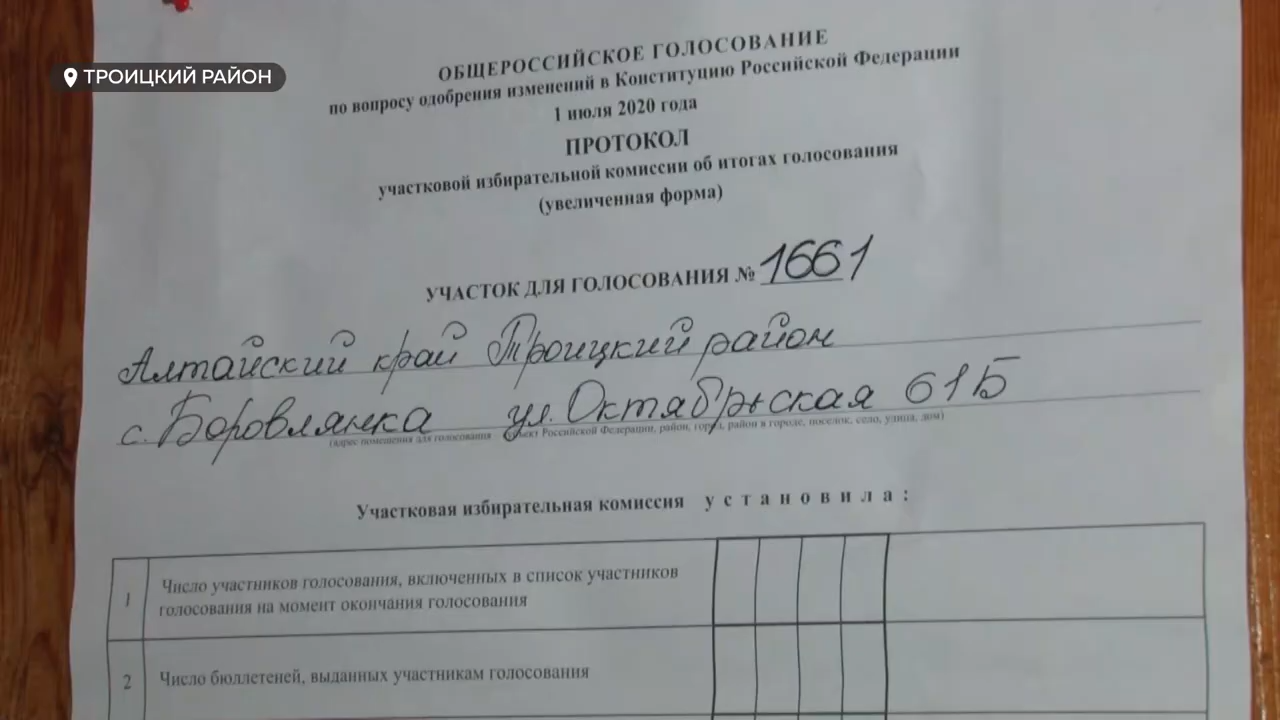 ТРОИЦКИЙ РАЙОН
ОБЩЕРОССИЙСКОЕ ГОЛОСОВАНИЕ
по вопросу одобрения изменений в Конституцию Российской Федерации
1 июля 2020 года
ПРОТОКОЛ
участковой избирательной комиссии об итогах голосования
(увеличенная форма)
УЧАСТОК ДЛЯ ГОЛОСОВАНИЯ № 1661
Алтайский край Троицкий район
с. Боровлянка ул. Октябрьская 61Б
(адрес помещения для голосования Российской Федерации, район, город, район в городе, поселок, село, улица, дом)
Участковая избирательная комиссия установила:
1 Число участников голосования, включенных в список участников
голосования на момент окончания голосования
2 Число бюллетеней, выданных участникам голосования